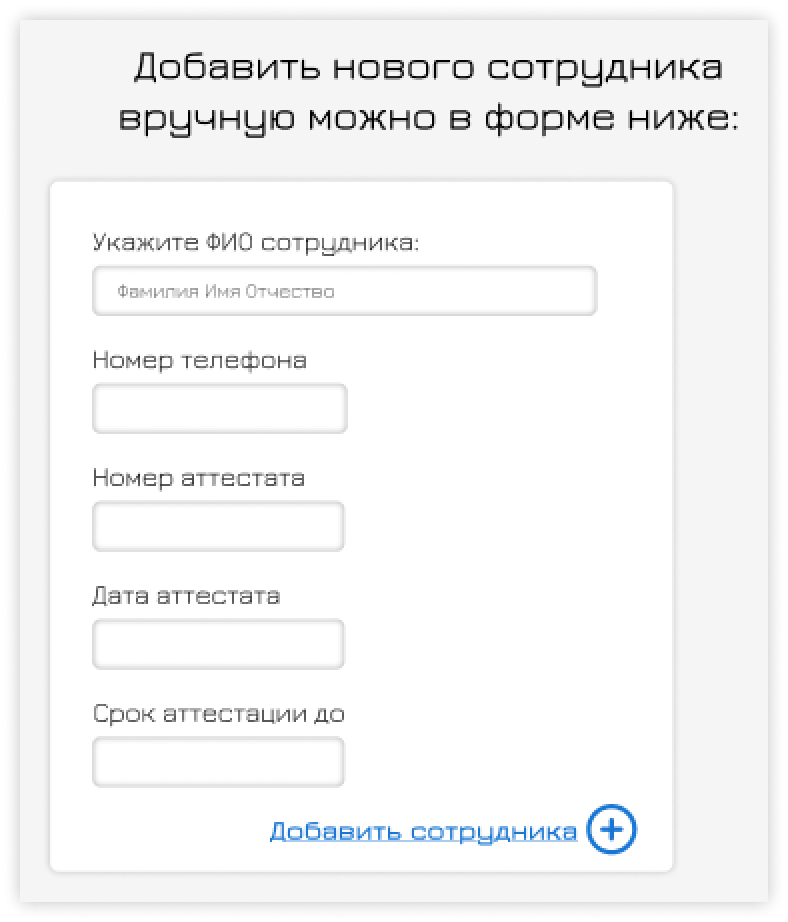 Добавить нового сотрудника
вручную можно в форме ниже:
Укажите ФИО сотрудника:
Фамилия Имя Отчество
Номер телефона
Номер аттестата
Дата аттестата
Срок аттестации до
Добавить сотрудника